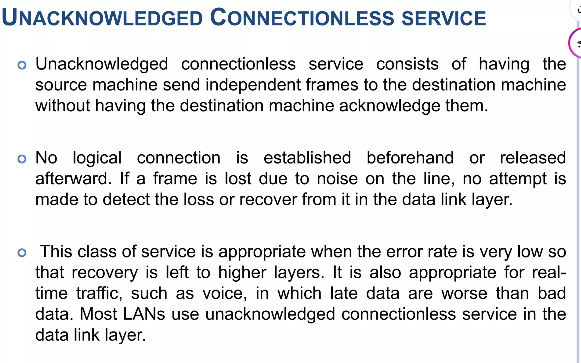 UNACKNOWLEDGED CONNECTIONLESS SERVICE
Unacknowledged connectionless service consists of having the
source machine send independent frames to the destination machine
without having the destination machine acknowledge them.
No logical connection is established beforehand or released
afterward. If a frame is lost due to noise on the line, no attempt is
made to detect the loss or recover from it in the data link layer.
This class of service is appropriate when the error rate is very low so
that recovery is left to higher layers. It is also appropriate for real-
time traffic, such as voice, in which late data are worse than bad
data. Most LANs use unacknowledged connectionless service in the
data link layer.